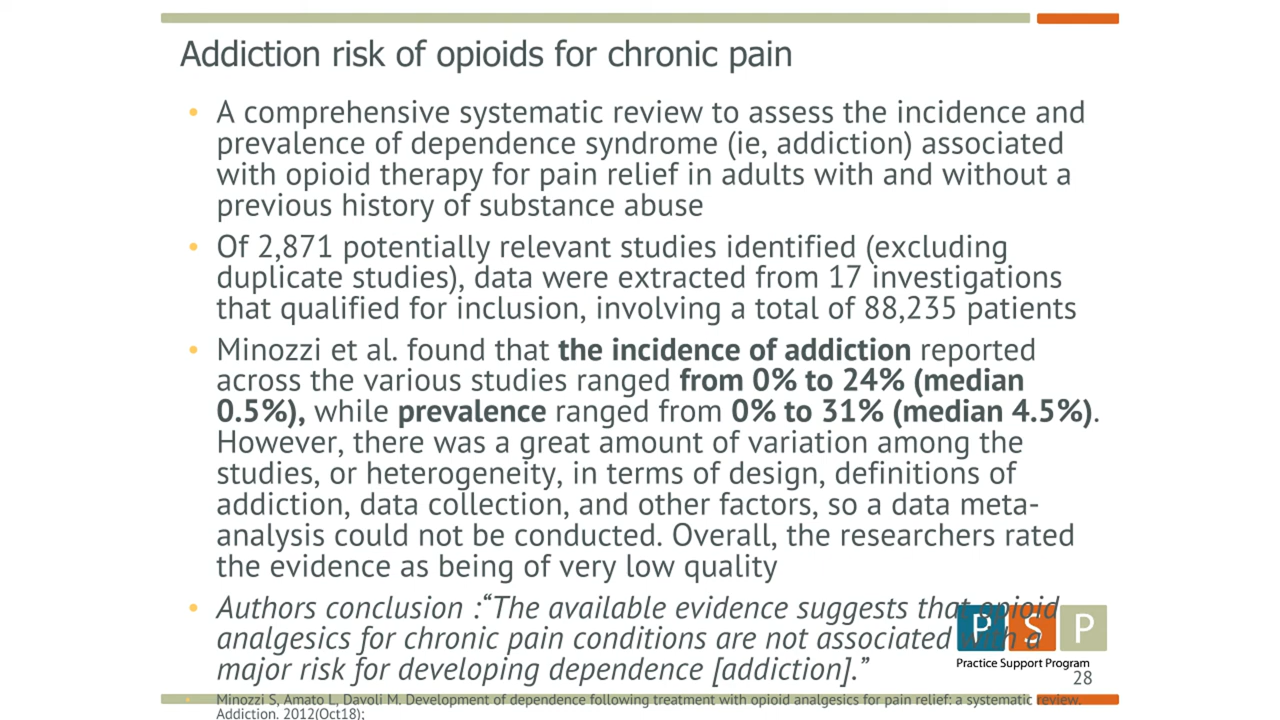 Addiction risk of opioids for chronic pain
• A comprehensive systematic review to assess the incidence and
prevalence of dependence syndrome (ie, addiction) associated
with opioid therapy for pain relief in adults with and without a
previous history of substance abuse
• Of 2,871 potentially relevant studies identified (excluding
duplicate studies), data were extracted from 17 investigations
that qualified for inclusion, involving a total of 88,235 patients
• Minozzi et al. found that the incidence of addiction reported
across the various studies ranged from 0% to 24% (median
0.5%), while prevalence ranged from 0% to 31% (median 4.5%).
However, there was a great amount of variation among the
studies, or heterogeneity, in terms of design, definitions of
addiction, data collection, and other factors, so a data meta-
analysis could not be conducted. Overall, the researchers rated
the evidence as being of very low quality
• Authors conclusion :“The available evidence suggests that opioid
analgesics for chronic pain conditions are not associated with a
major risk for developing dependence [addiction].”
P S P
Practice Support Program
28
• Minozzi S, Amato L, Davoli M. Development of dependence following treatment with opioid analgesics for pain relief: a systematic review.
Addiction. 2012(Oct18);